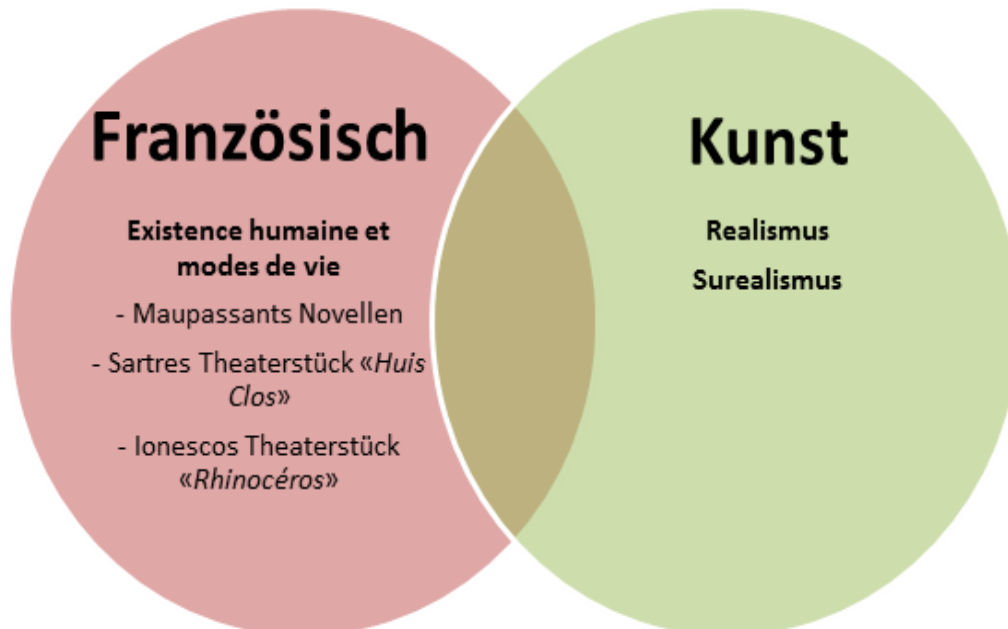 Französisch
Existence humaine et
modes de vie
- Maupassants Novellen
- Sartres Theaterstück «Huis
Clos»
- Ionescos Theaterstück
«Rhinocéros»
Kunst
Realismus
Surealismus